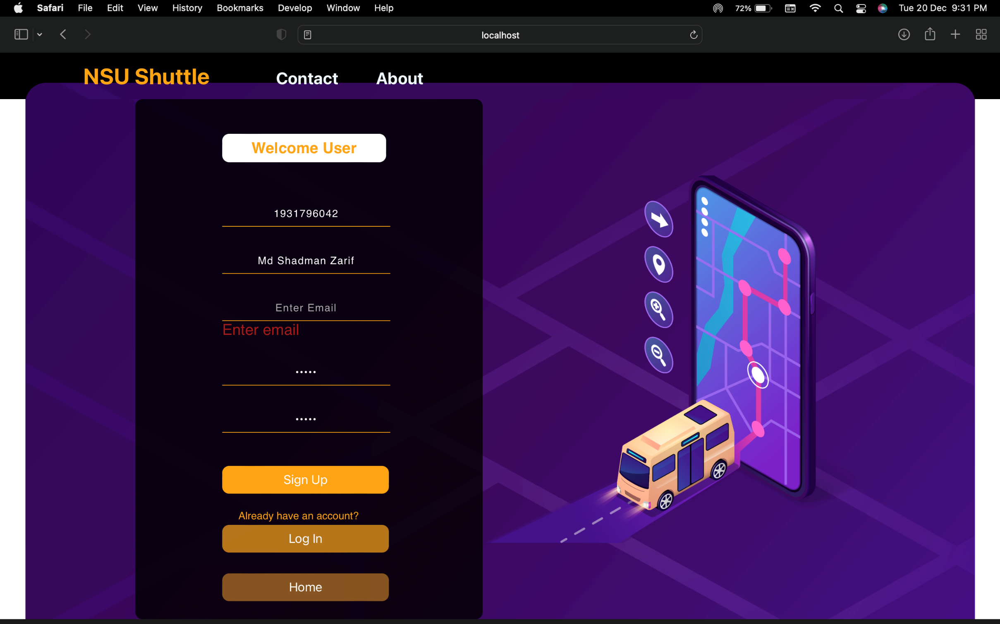 Safari File Edit View History Bookmarks Develop Window Help 72% Tue 20 Dec 9:31 PM
localhost
NSU Shuttle Contact About
Welcome User
1931796042
Md Shadman Zarif
Enter Email
Enter email
•••••
•••••
Sign Up
Already have an account?
Log In
Home